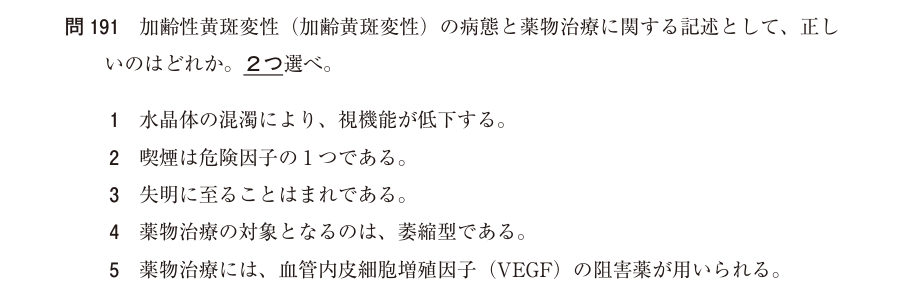 問 191　加齢性黄斑変性（加齢黄斑変性）の病態と薬物治療に関する記述として、正し
いのはどれか。２つ選べ。
1　水晶体の混濁により、視機能が低下する。
2　喫煙は危険因子の１つである。
3　失明に至ることはまれである。
4　薬物治療の対象となるのは、萎縮型である。
5　薬物治療には、血管内皮細胞増殖因子（VEGF）の阻害薬が用いられる。